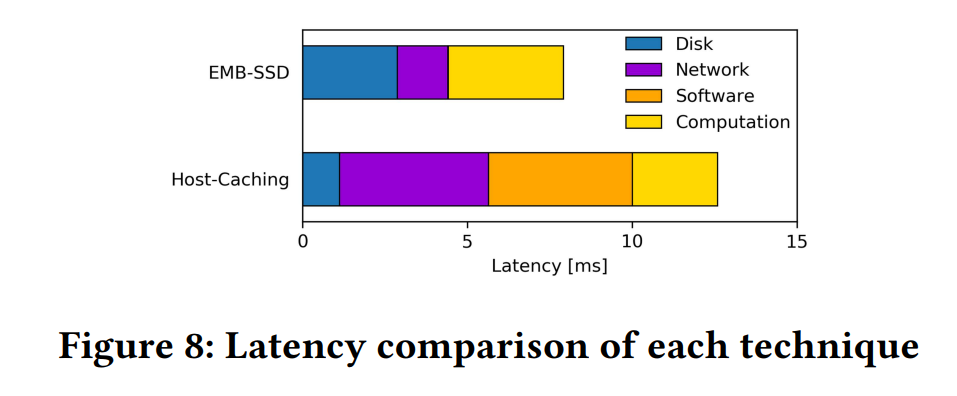 Disk
EMB-SSD
Network
Software
Computation
Host-Caching
0 5 10 15
Latency [ms]
Figure 8: Latency comparison of each technique